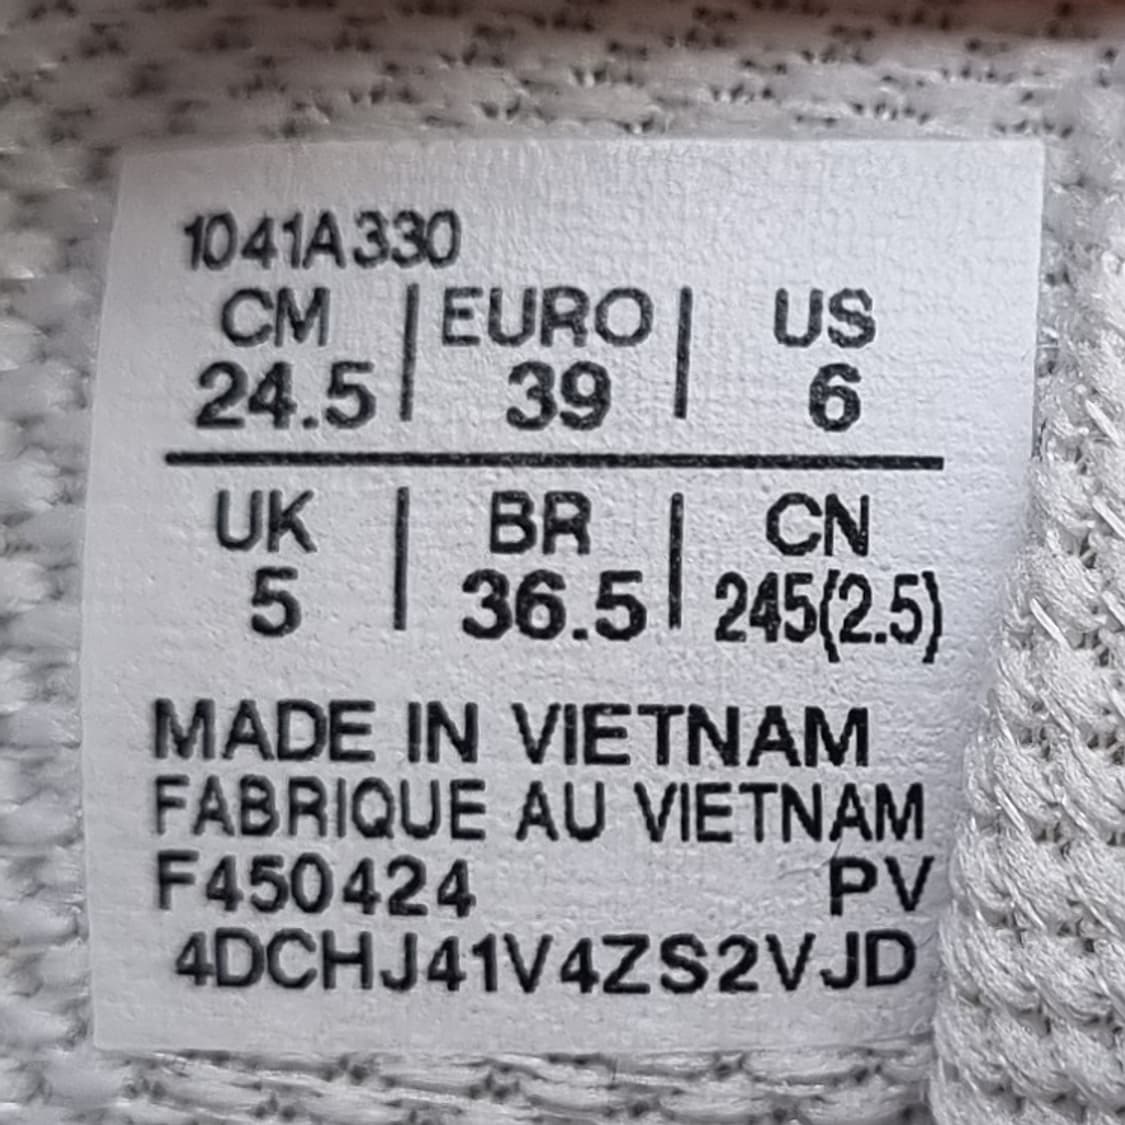 1041A330
CM | EURO | US
24.5 | 39 | 6
UK | BR | CN
5 | 36.5 | 245(2.5)
MADE IN VIETNAM
FABRIQUE AU VIETNAM
F450424 PV
4DCHJ41V4ZS2VJD